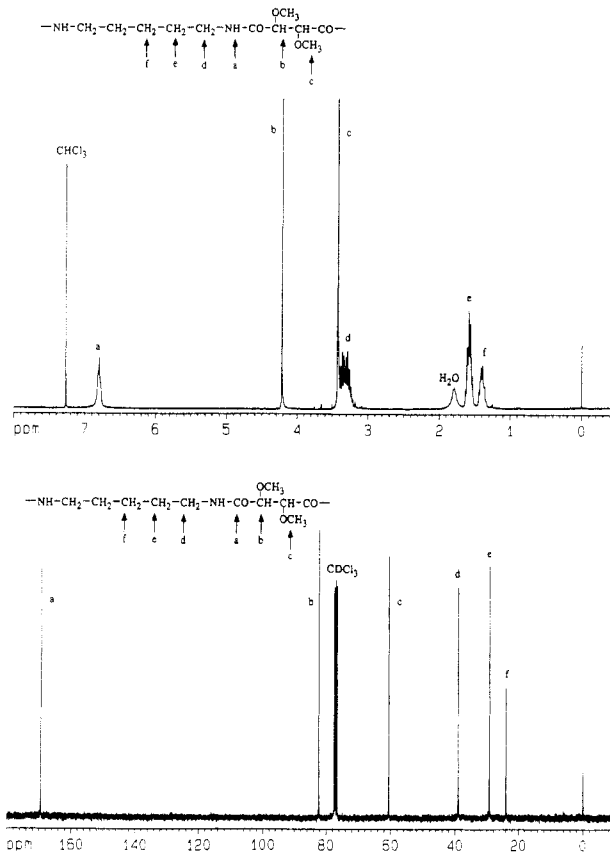 OCH₃
—NH—CH₂—CH₂—CH₂—CH₂—CH₂—NH—CO—CH—CH—CO—
OCH₃
f e d a b
c
b c
CHCl₃
a
d
H₂O
e
f
ppm 7 6 5 4 3 2 1 0
OCH₃
—NH—CH₂—CH₂—CH₂—CH₂—CH₂—NH—CO—CH—CH—CO—
OCH₃
f e d a b
c
a
b
CDCl₃
c
d
e
f
ppm 160 140 120 100 80 60 40 20 0